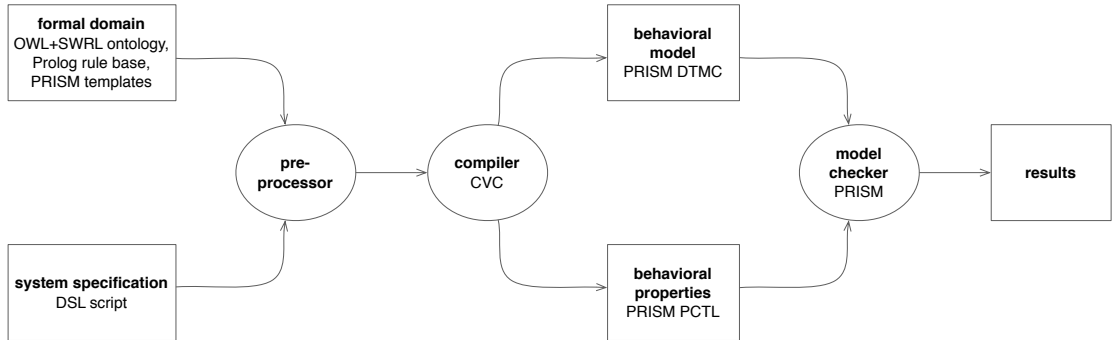 formal domain
OWL+SWRL ontology,
Prolog rule base,
PRISM templates
system specification
DSL script
pre-
processor
compiler
CVC
behavioral
model
PRISM DTMC
behavioral
properties
PRISM PCTL
model
checker
PRISM
results